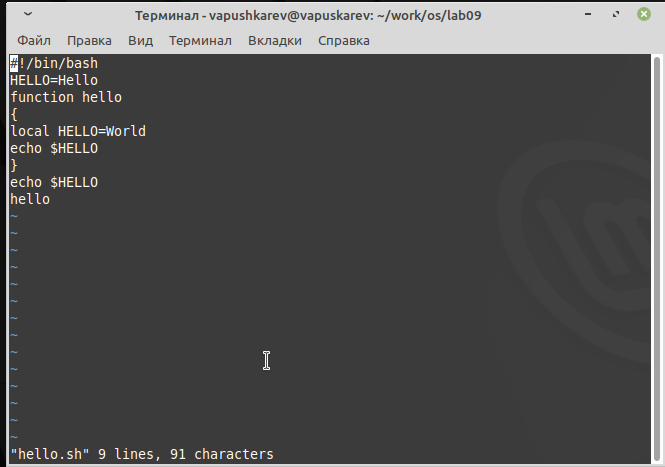 Терминал - vapushkarev@vapuskarev: ~/work/os/lab09
Файл Правка Вид Терминал Вкладки Справка
#!/bin/bash
HELLO=Hello
function hello
{
local HELLO=World
echo $HELLO
}
echo $HELLO
hello
~
~
~
~
~
~
~
~
~
~
~
~
~
~
"hello.sh" 9 lines, 91 characters